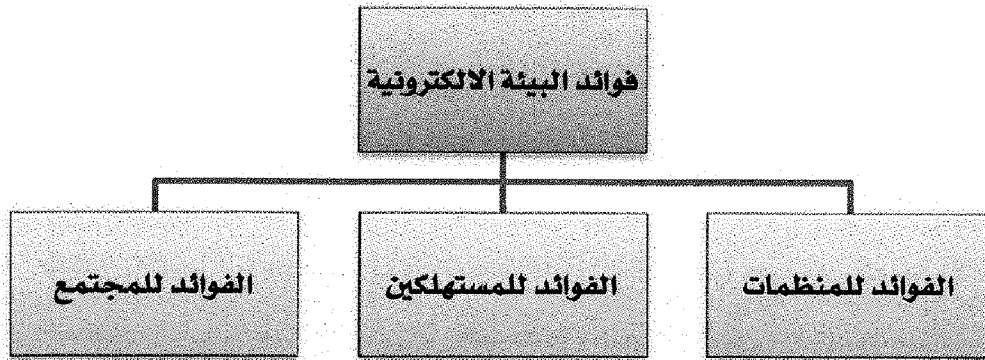 فوائد البيئة الالكترونية
الفوائد للمنظمات
الفوائد للمستهلكين
الفوائد للمجتمع